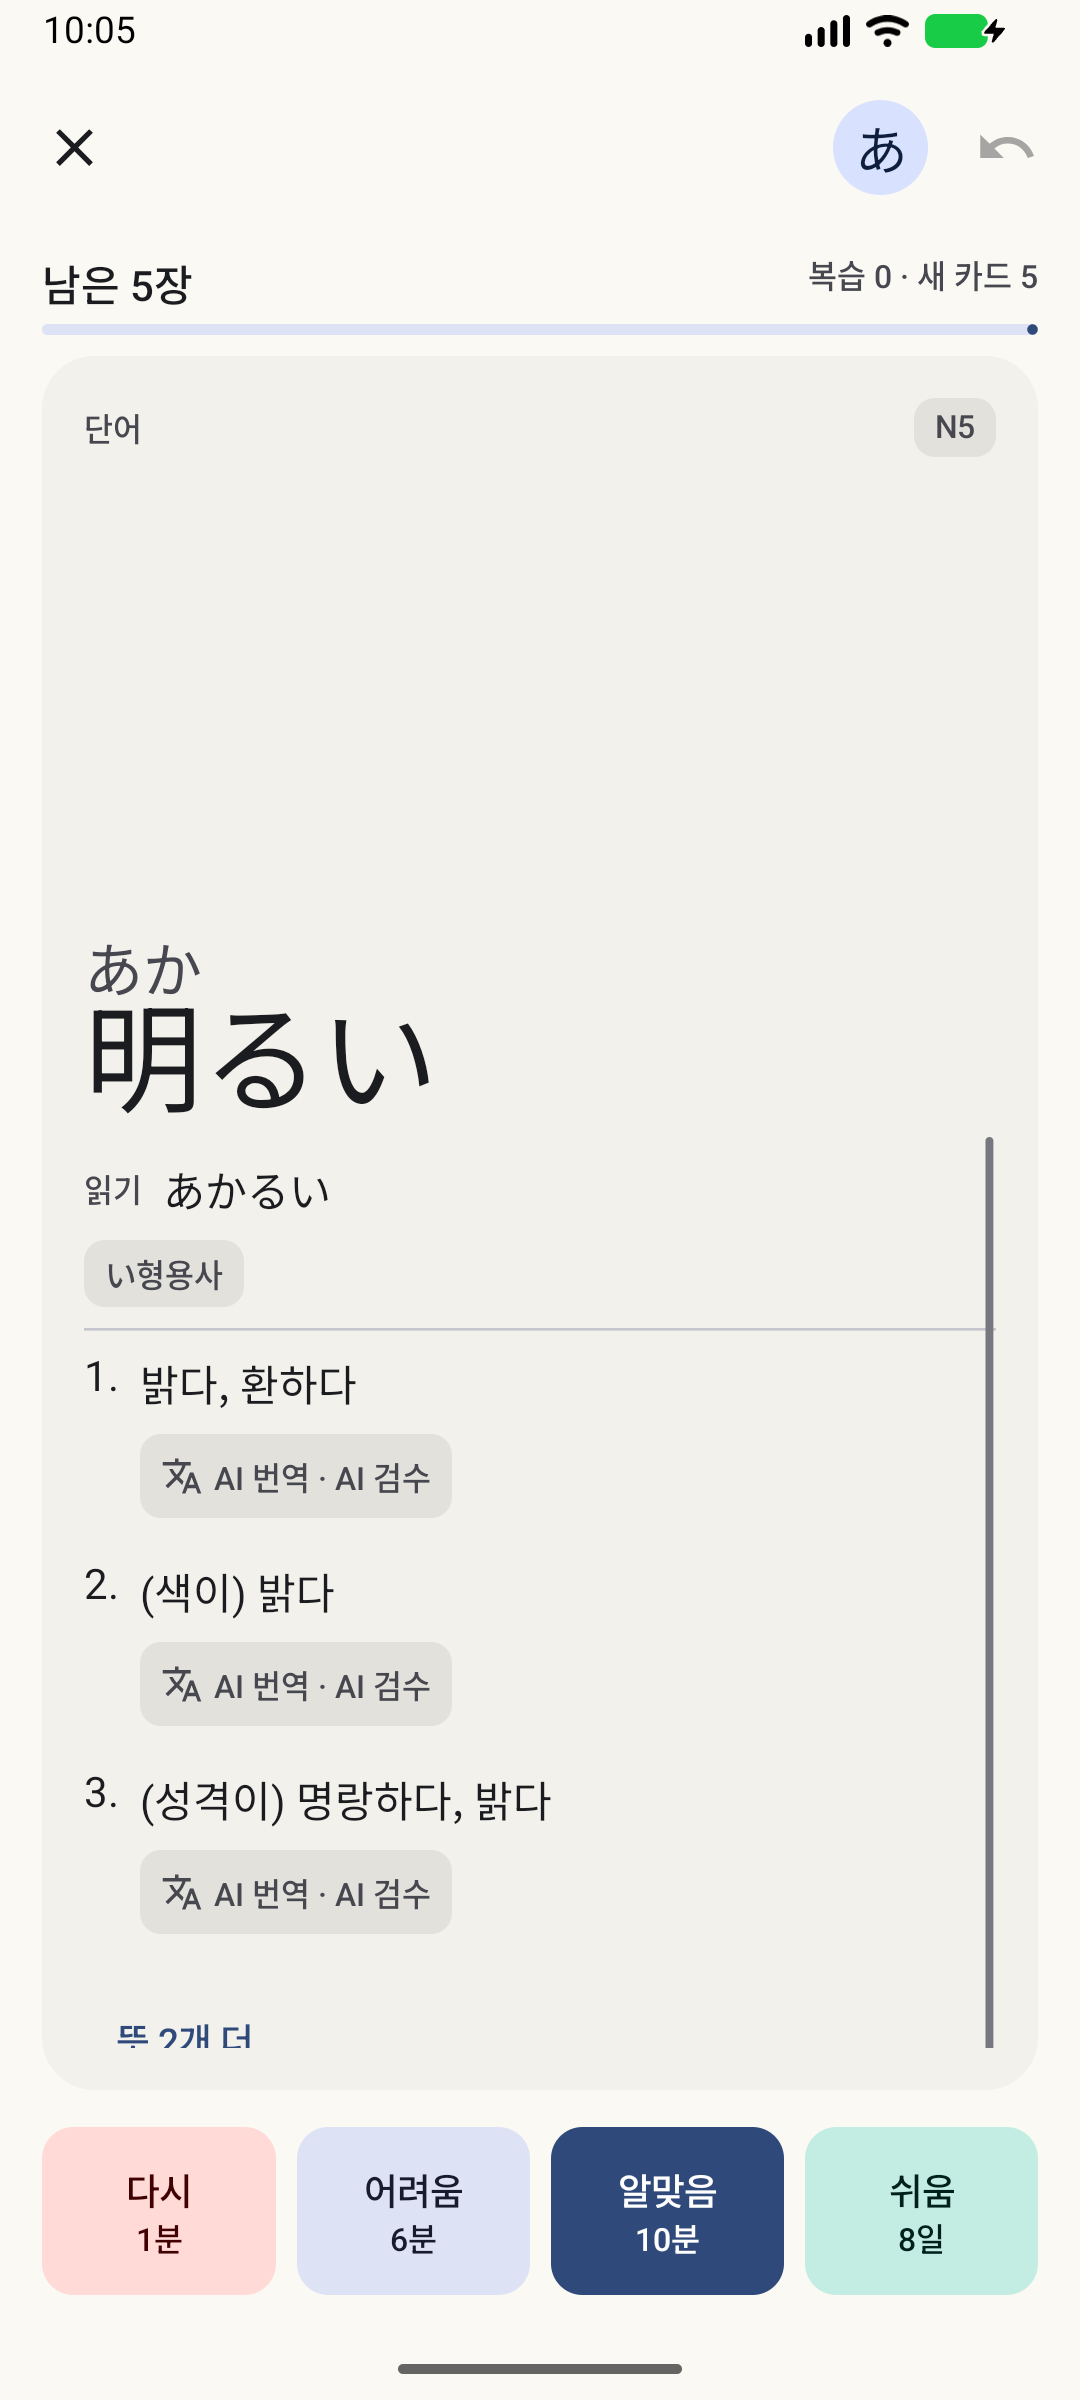 10:05
あ
남은 5장
복습 0 · 새 카드 5
단어
N5
あか
明るい
읽기 あかるい
い형용사
1. 밝다, 환하다
AI 번역 · AI 검수
2. (색이) 밝다
AI 번역 · AI 검수
3. (성격이) 명랑하다, 밝다
AI 번역 · AI 검수
뜻 2개 더
다시
1분
어려움
6분
알맞음
10분
쉬움
8일